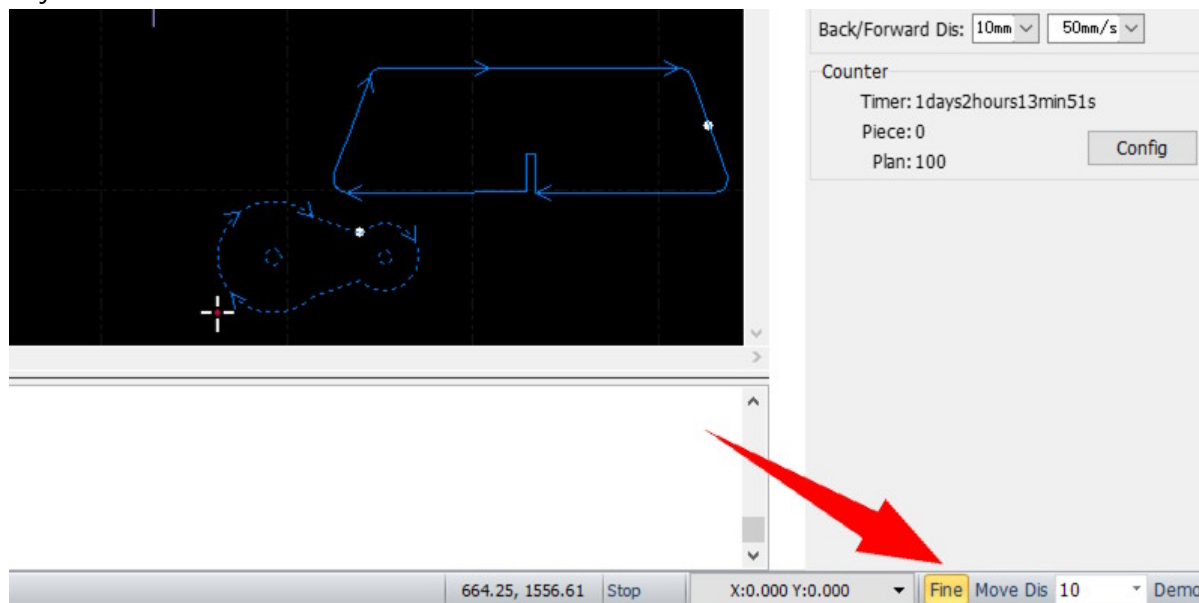 Back/Forward Dis: 10mm 50mm/s
Counter
Timer: 1days2hours13min51s
Piece: 0
Config
Plan: 100
664.25, 1556.61 Stop X:0.000 Y:0.000 Fine Move Dis 10 Demo